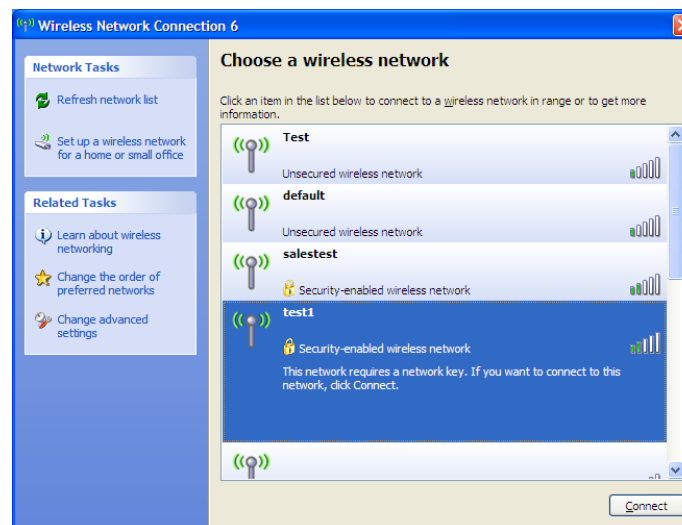 Wireless Network Connection 6
Network Tasks
Refresh network list
Set up a wireless network
for a home or small office
Related Tasks
Learn about wireless
networking
Change the order of
preferred networks
Change advanced
settings
Choose a wireless network
Click an item in the list below to connect to a wireless network in range or to get more
information.
Test
Unsecured wireless network
default
Unsecured wireless network
salestest
Security-enabled wireless network
test1
Security-enabled wireless network
This network requires a network key. If you want to connect to this
network, click Connect.
Connect